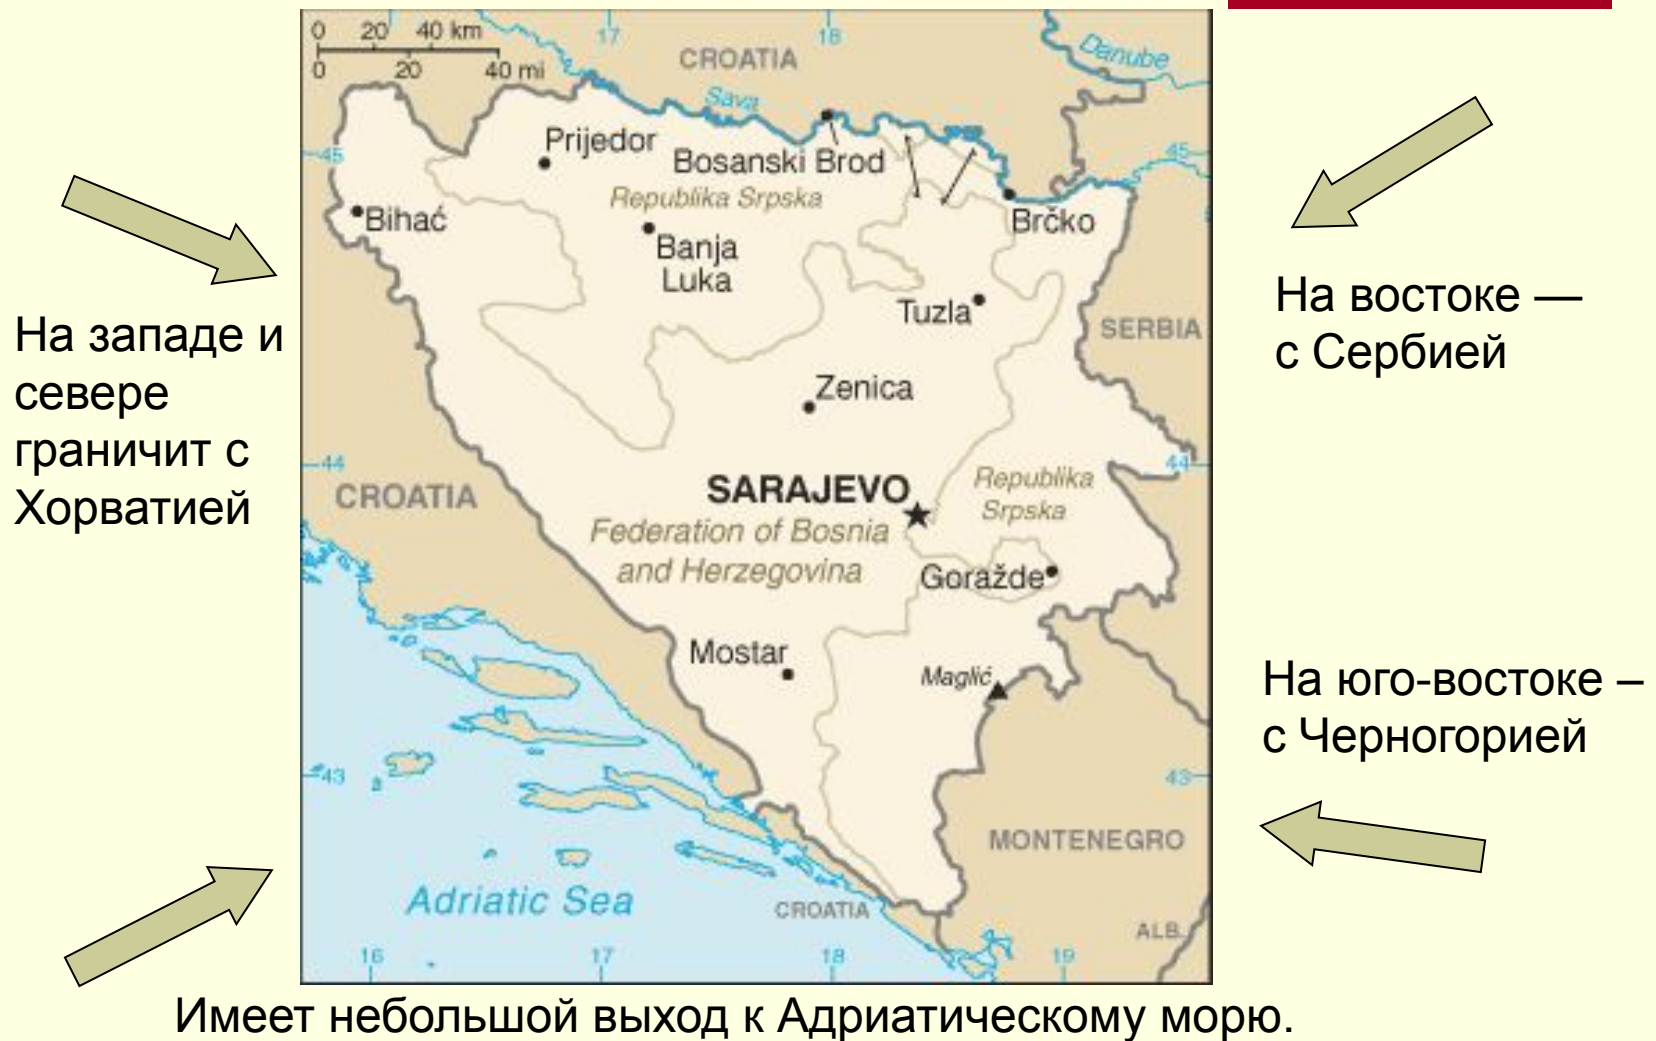 0 20 40 km
0 20 40 mi
17
18
CROATIA
Danube
Sava
Prijedor
Bosanski Brod
45
45
Republika Srpska
Bihać
Brčko
Banja
Luka
На западе и
севере
граничит с
Хорватией
Tuzla
SERBIA
На востоке —
с Сербией
Zenica
44
44
CROATIA
SARAJEVO
Republika
Srpska
Federation of Bosnia
and Herzegovina
Goražde
Mostar
Maglić
На юго-востоке –
с Черногорией
43
43
MONTENEGRO
Adriatic Sea
CROATIA
ALB.
16
17
18
19
Имеет небольшой выход к Адриатическому морю.